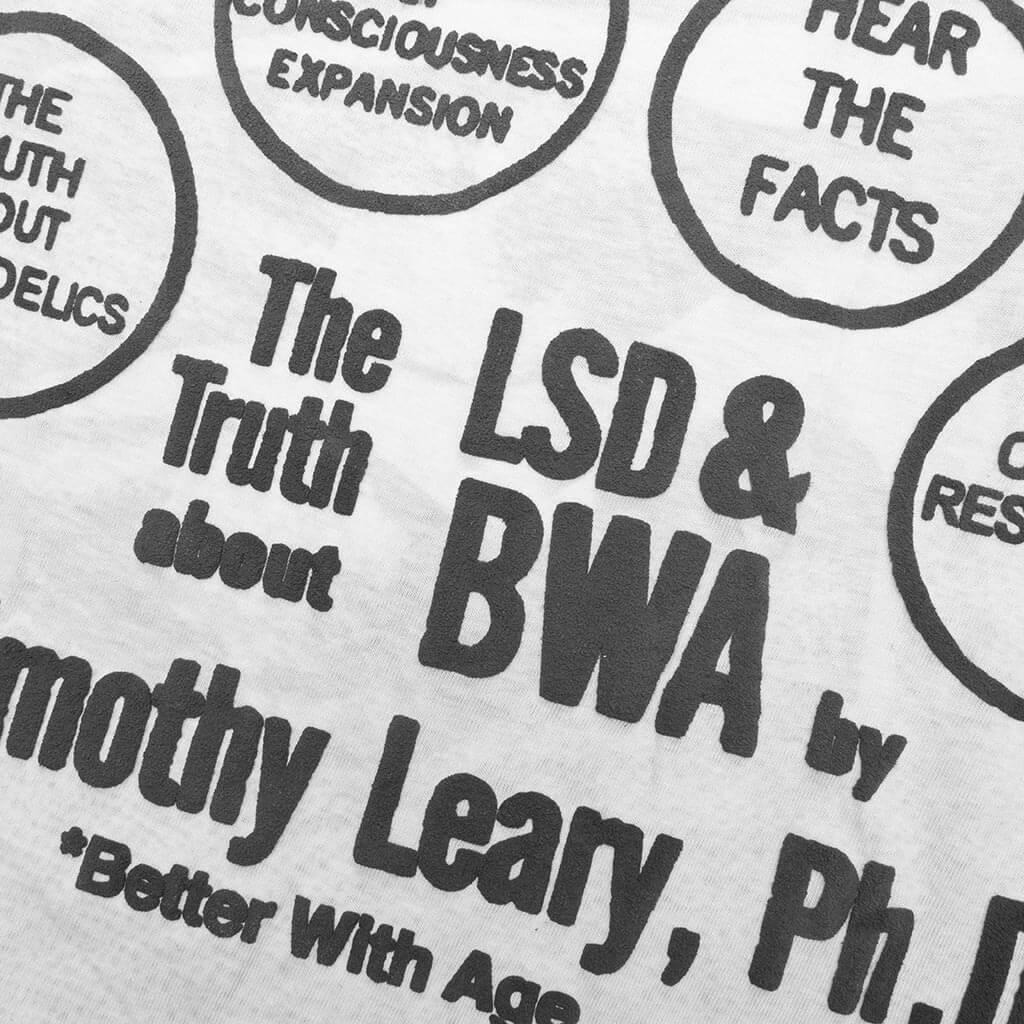 CONSCIOUSNESS
EXPANSION
HEAR
THE
FACTS
THE
UTH
OUT
DELICS
The
Truth
about
LSD &
BWA
by
mothy Leary, Ph.D
*Better With Age
RES